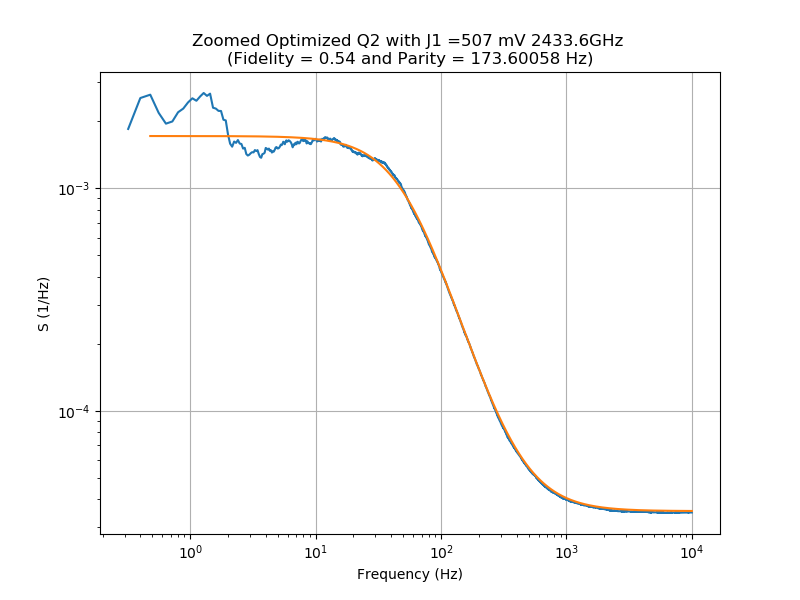 Zoomed Optimized Q2 with J1 =507 mV 2433.6GHz
(Fidelity = 0.54 and Parity = 173.60058 Hz)
S (1/Hz)
10⁻³
10⁻⁴
10⁰ 10¹ 10² 10³ 10⁴
Frequency (Hz)